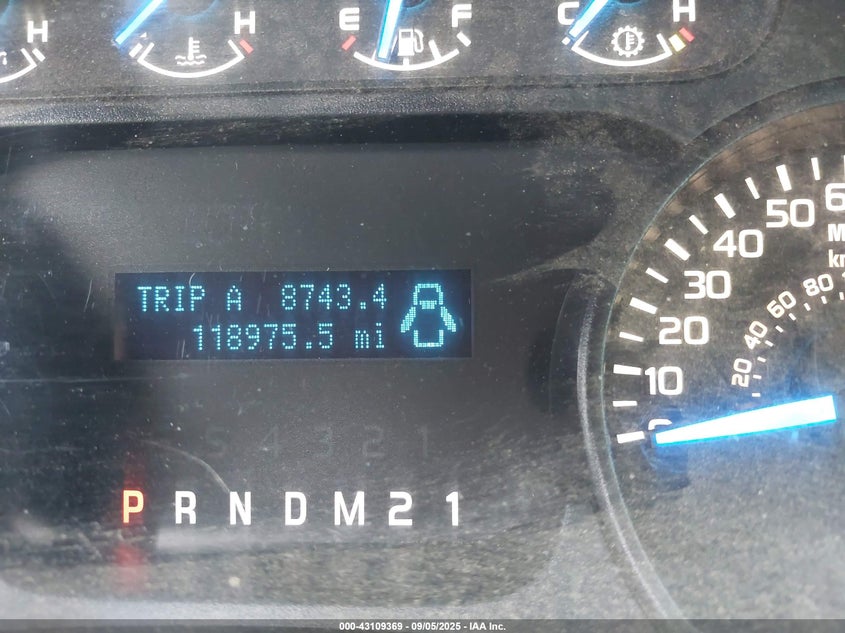 H
H
E F
C H
TRIP A 8743.4
118975.5 mi
P R N D M 2 1
50
40
30
20
10
80
60
40
20
000-43109369 - 09/05/2025 - IAA Inc.